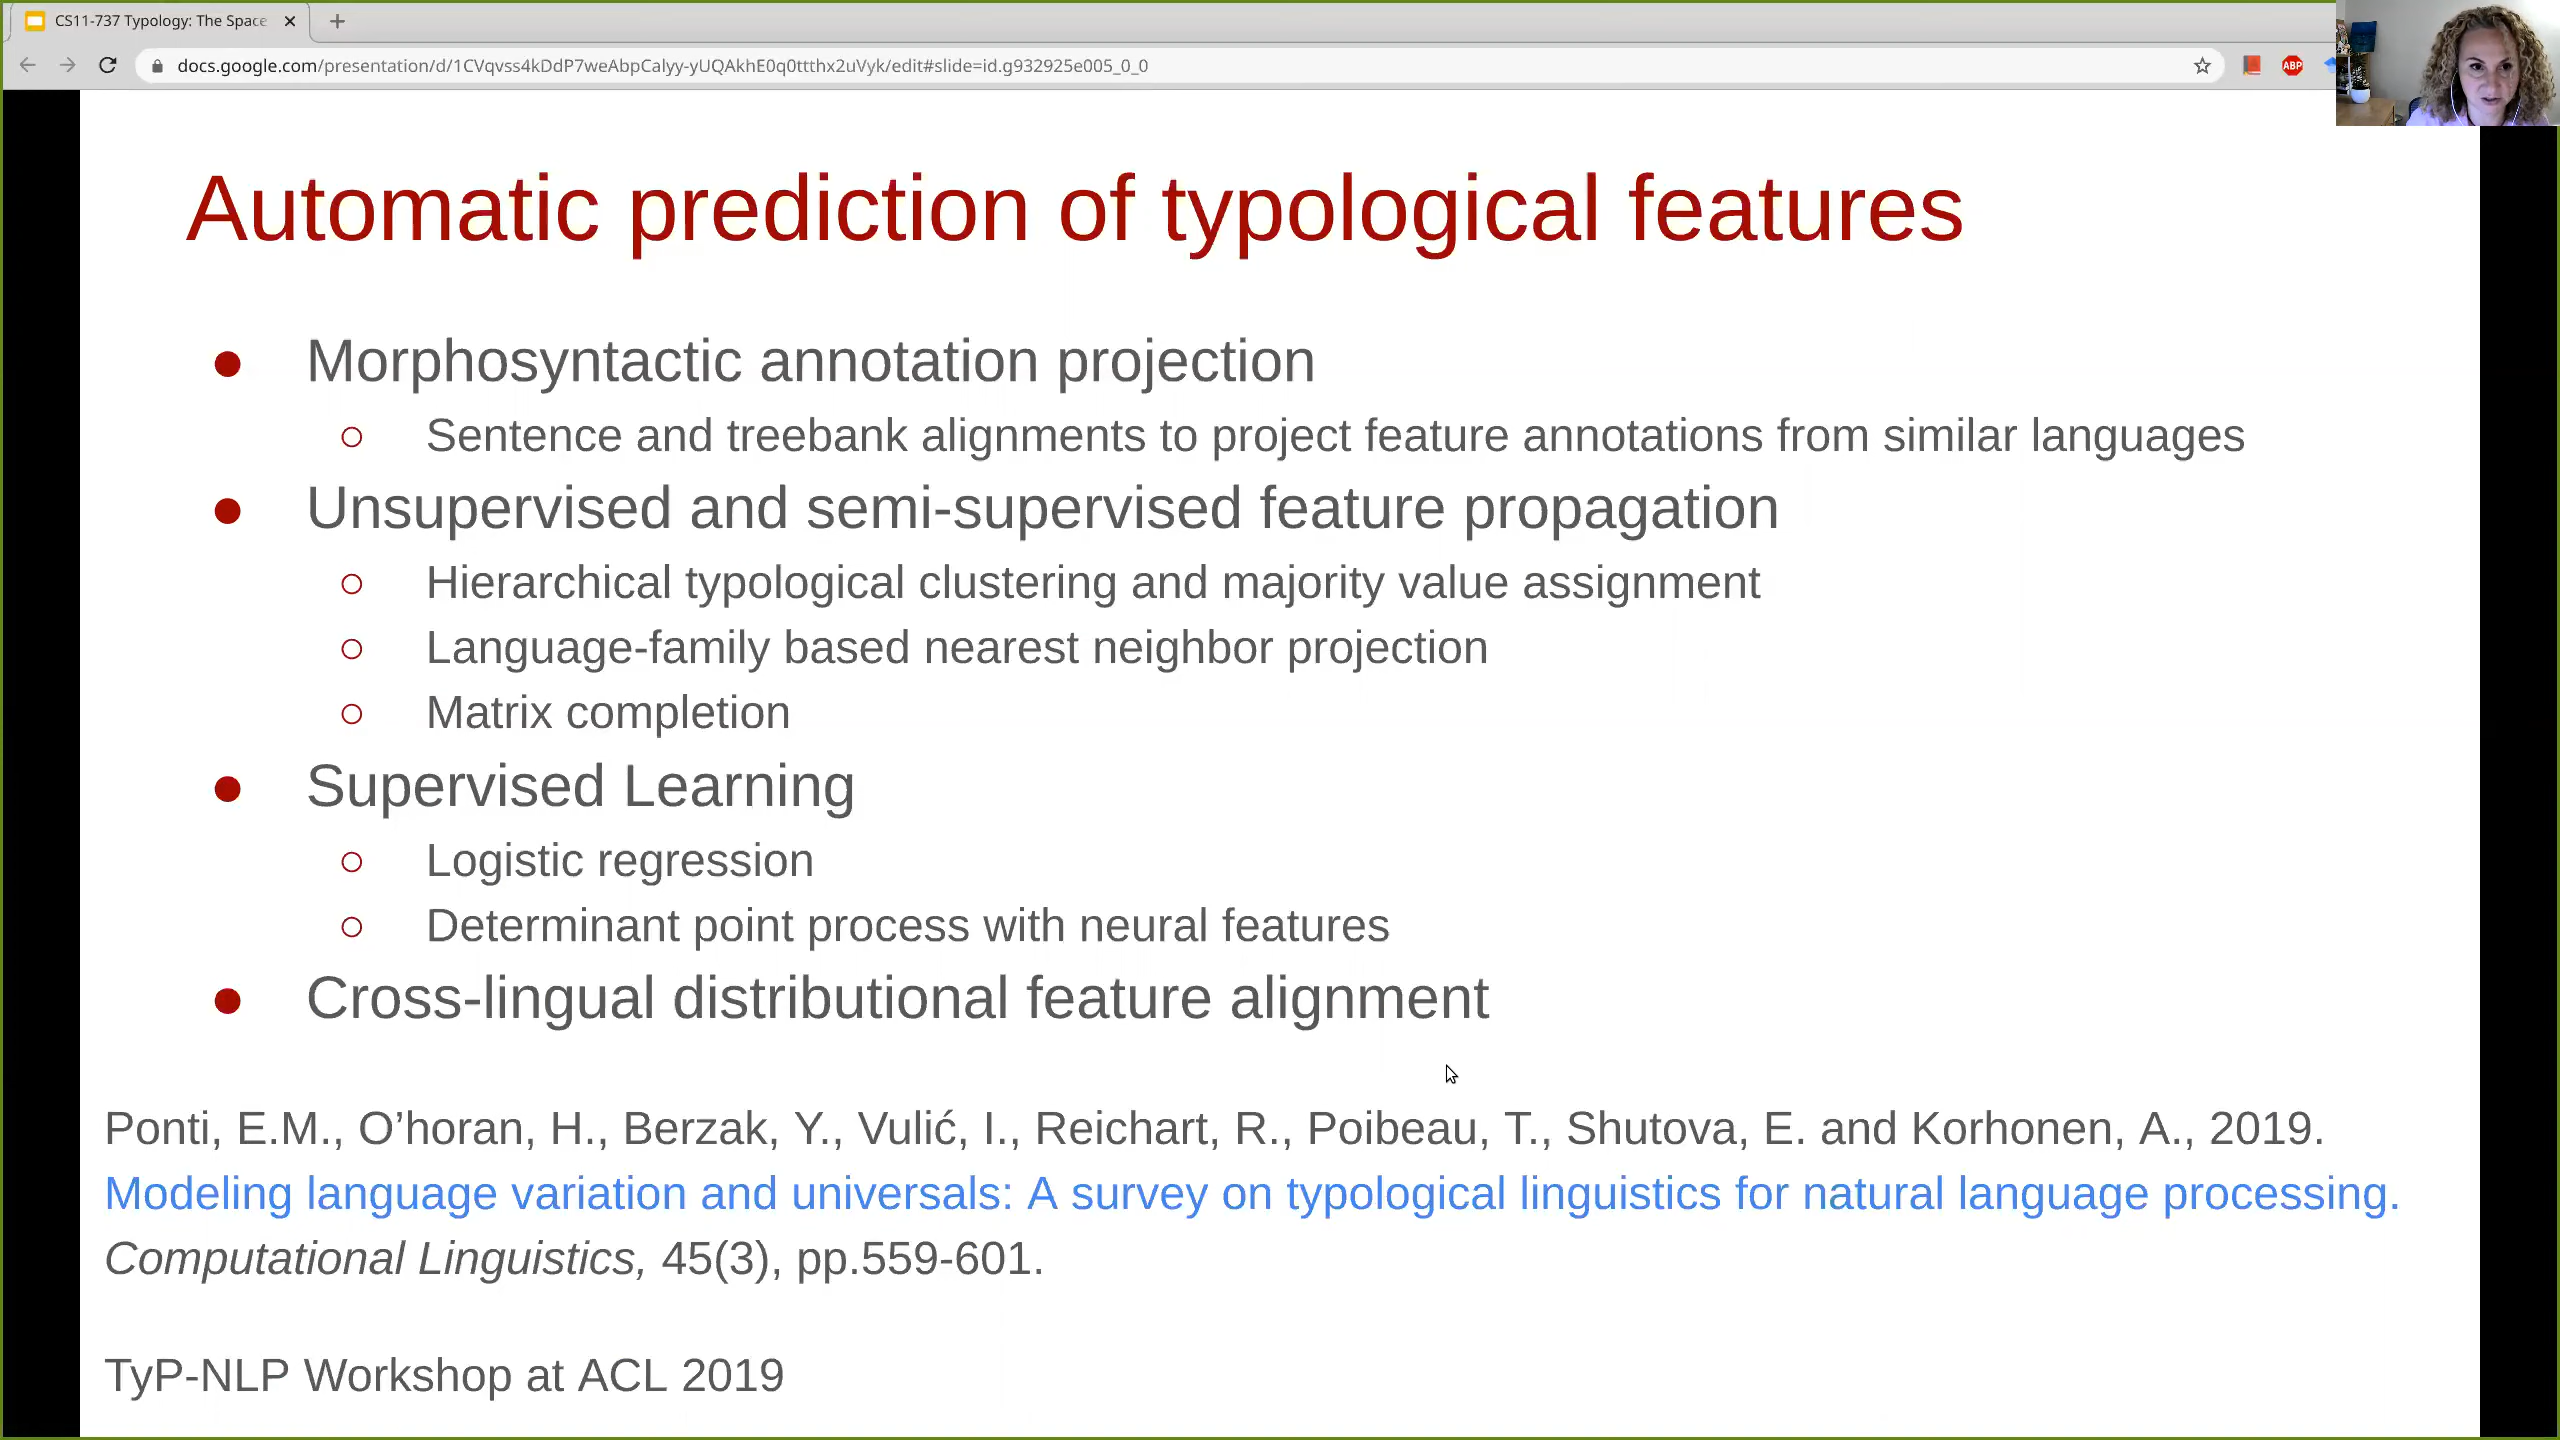 CS11-737 Typology: The Space
docs.google.com/presentation/d/1CVqvss4kDdP7weAbpCalyy-yUQAkhE0q0ttthx2uVyk/edit#slide=id.g932925e005_0_0
ABP
Automatic prediction of typological features
● Morphosyntactic annotation projection
○ Sentence and treebank alignments to project feature annotations from similar languages
● Unsupervised and semi-supervised feature propagation
○ Hierarchical typological clustering and majority value assignment
○ Language-family based nearest neighbor projection
○ Matrix completion
● Supervised Learning
○ Logistic regression
○ Determinant point process with neural features
● Cross-lingual distributional feature alignment
Ponti, E.M., O’horan, H., Berzak, Y., Vulić, I., Reichart, R., Poibeau, T., Shutova, E. and Korhonen, A., 2019.
Modeling language variation and universals: A survey on typological linguistics for natural language processing.
Computational Linguistics, 45(3), pp.559-601.
TyP-NLP Workshop at ACL 2019